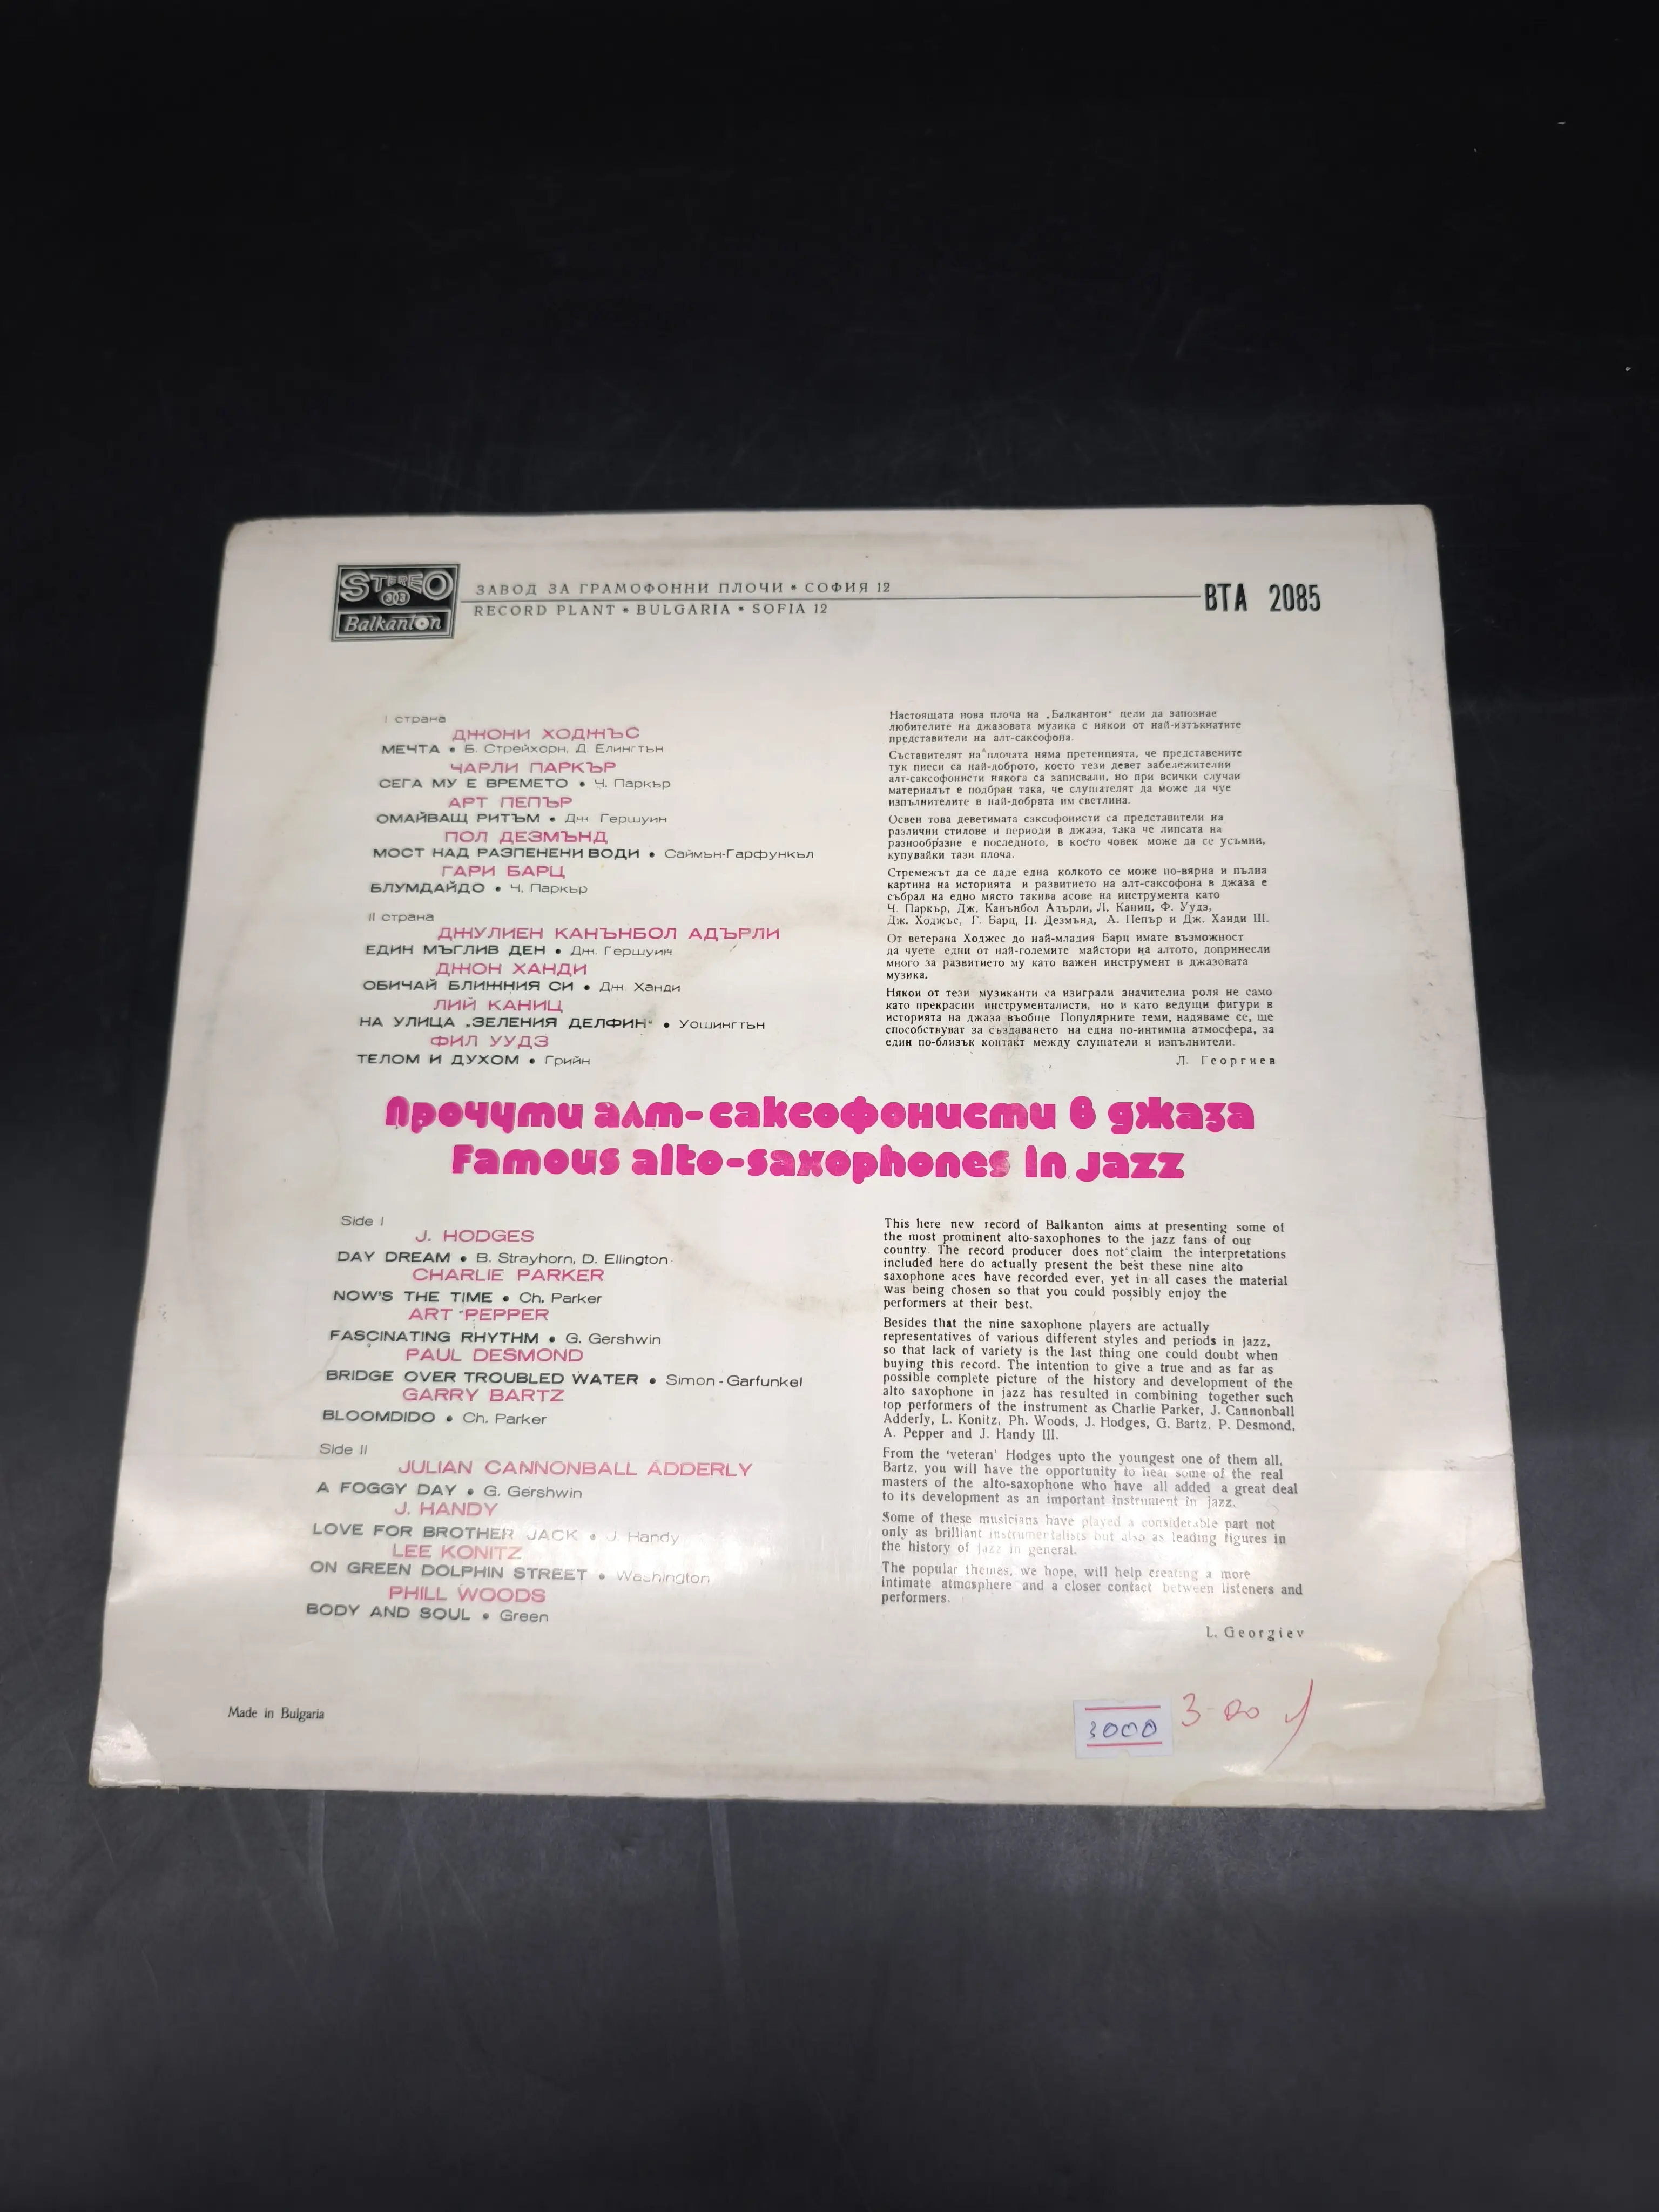 STEREO
33
Balkanton
ЗАВОД ЗА ГРАМОФОННИ ПЛОЧИ • СОФИЯ 12
RECORD PLANT • BULGARIA • SOFIA 12
ВТА 2085
I страна
ДЖОНИ ХОДЖЪС
МЕЧТА • Б. Стрейхорн, Д. Елингтън
ЧАРЛИ ПАРКЪР
СЕГА МУ Е ВРЕМЕТО • Ч. Паркър
АРТ ПЕПЪР
ОМАЙВАЩ РИТЪМ • Дж. Гершуин
ПОЛ ДЕЗМЪНД
МОСТ НАД РАЗПЕНЕНИ ВОДИ • Саймън-Гарфункъл
ГАРИ БАРЦ
БЛУМДАЙДО • Ч. Паркър
II страна
ДЖУЛИЕН КАНЪНБОЛ АДЪРЛИ
ЕДИН МЪГЛИВ ДЕН • Дж. Гершуин
ДЖОН ХАНДИ
ОБИЧАЙ БЛИЖНИЯ СИ • Дж. Ханди
ЛИЙ КАНИЦ
НА УЛИЦА „ЗЕЛЕНИЯ ДЕЛФИН“ • Уошингтън
ФИЛ УУДЗ
ТЕЛОМ И ДУХОМ • Грийн
Настоящата нова плоча на „Балкантон“ цели да запознае
любителите на джазовата музика с някои от най-изтъкнатите
представители на алт-саксофона.
Съставителят на плочата няма претенцията, че представените
тук пиеси са най-доброто, което тези девет забележителни
алт-саксофонисти някога са записвали, но при всички случаи
материалът е подбран така, че слушателят да може да чуе
изпълнителите в най-добрата им светлина.
Освен това деветимата саксофонисти са представители на
различни стилове и периоди в джаза, така че липсата на
разнообразие е последното, в което човек може да се усъмни,
купувайки тази плоча.
Стремежът да се даде една колкото се може по-вярна и пълна
картина на историята и развитието на алт-саксофона в джаза е
събрал на едно място такива асове на инструмента като
Ч. Паркър, Дж. Канънбол Адърли, Л. Каниц, Ф. Уудз,
Дж. Ходжъс, Г. Барц, П. Дезмънд, А. Пепър и Дж. Ханди III.
От ветерана Ходжес до най-младия Барц имате възможност
да чуете едни от най-големите майстори на алтото, допринесли
много за развитието му като важен инструмент в джазовата
музика.
Някои от тези музиканти са изиграли значителна роля не само
като прекрасни инструменталисти, но и като ведущи фигури в
историята на джаза въобще Популярните теми, надяваме се, ще
способствуват за създаването на една по-интимна атмосфера, за
един по-близък контакт между слушатели и изпълнители.
Л. Георгиев
Прочути алт-саксофонисти в джаза
Famous alto-saxophones in jazz
Side I
J. HODGES
DAY DREAM • B. Strayhorn, D. Ellington
CHARLIE PARKER
NOW'S THE TIME • Ch. Parker
ART PEPPER
FASCINATING RHYTHM • G. Gershwin
PAUL DESMOND
BRIDGE OVER TROUBLED WATER • Simon-Garfunkel
GARRY BARTZ
BLOOMDIDO • Ch. Parker
Side II
JULIAN CANNONBALL ADDERLY
A FOGGY DAY • G. Gershwin
J. HANDY
LOVE FOR BROTHER JACK • J. Handy
LEE KONITZ
ON GREEN DOLPHIN STREET • Washington
PHILL WOODS
BODY AND SOUL • Green
This here new record of Balkanton aims at presenting some of
the most prominent alto-saxophones to the jazz fans of our
country. The record producer does not claim the interpretations
included here do actually present the best these nine alto
saxophone aces have recorded ever, yet in all cases the material
was being chosen so that you could possibly enjoy the
performers at their best.
Besides that the nine saxophone players are actually
representatives of various different styles and periods in jazz,
so that lack of variety is the last thing one could doubt when
buying this record. The intention to give a true and as far as
possible complete picture of the history and development of the
alto saxophone in jazz has resulted in combining together such
top performers of the instrument as Charlie Parker, J. Cannonball
Adderly, L. Konitz, Ph. Woods, J. Hodges, G. Bartz, P. Desmond,
A. Pepper and J. Handy III.
From the 'veteran' Hodges upto the youngest one of them all,
Bartz, you will have the opportunity to hear some of the real
masters of the alto-saxophone who have all added a great deal
to its development as an important instrument in jazz.
Some of these musicians have played a considerable part not
only as brilliant instrumentalists but also as leading figures in
the history of jazz in general.
The popular themes, we hope, will help creating a more
intimate atmosphere and a closer contact between listeners and
performers.
L. Georgiev
Made in Bulgaria
3000
3-00